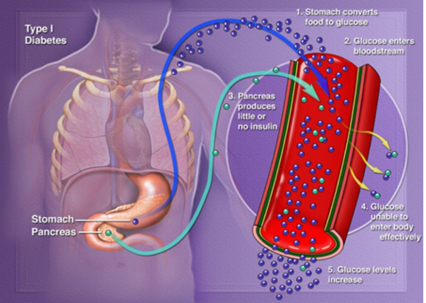 Type I
Diabetes
1. Stomach converts
food to glucose
2. Glucose enters
bloodstream
3. Pancreas
produces
little or
no insulin
Stomach
Pancreas
4. Glucose
unable to
enter body
effectively
5. Glucose levels
increase